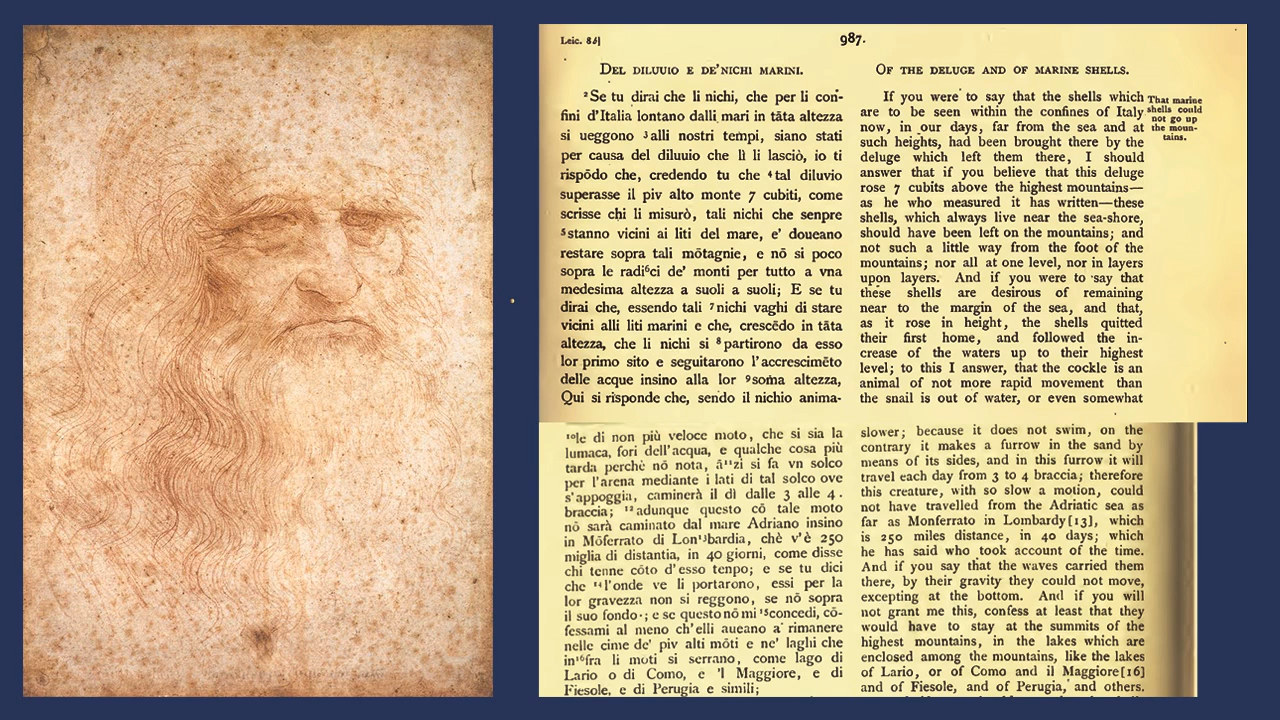 Leic. 8b]
987.
DEL DILUUIO E DE'NICHI MARINI.
²Se tu dirai che li nichi, che per li con-
fini d'Italia lontano dalli mari in tāta altezza
si ueggono ³alli nostri tempi, siano stati
per causa del diluuio che lì li lasciò, io ti
rispōdo che, credendo tu che ⁴tal diluvio
superasse il piv alto monte 7 cubiti, come
scrisse chi li misurò, tali nichi che senpre
⁵stanno vicini ai liti del mare, e' doueano
restare sopra tali mōtagnie, e nō si poco
sopra le radi⁶ci de' monti per tutto a vna
medesima altezza a suoli a suoli; E se tu
dirai che, essendo tali ⁷nichi vaghi di stare
vicini alli liti marini e che, crescēdo in tāta
altezza, che li nichi si ⁸partirono da esso
lor primo sito e seguitarono l'accrescimēto
delle acque insino alla lor ⁹soma altezza,
Qui si risponde che, sendo il nichio anima-
¹⁰le di non più veloce moto, che si sia la
lumaca, fori dell'acqua, e qualche cosa più
tarda perchè nō nota, ā¹¹zi si fa vn solco
per l'arena mediante i lati di tal solco ove
s'appoggia, caminerà il dì dalle 3 alle 4.
braccia; ¹²adunque questo cō tale moto
nō sarà caminato dal mare Adriano insino
in Mōferato di Lon¹³bardia, chè v'è 250
miglia di distantia, in 40 giorni, come disse
chi tenne cōto d'esso tenpo; e se tu dici
che ¹⁴l'onde ve li portarono, essi per la
lor gravezza non si reggono, se nō sopra
il suo fondo·; e se questo nō mi ¹⁵concedi, cō-
fessami al meno ch'elli aueano a rimanere
nelle cime de' piv alti mōti e ne' laghi che
in¹⁶fra li moti si serrano, come lago di
Lario o di Como, e 'l Maggiore, e di
Fiesole, e di Perugia e simili;
OF THE DELUGE AND OF MARINE SHELLS.
If you were to say that the shells which
are to be seen within the confines of Italy
now, in our days, far from the sea and at
such heights, had been brought there by the
deluge which left them there, I should
answer that if you believe that this deluge
rose 7 cubits above the highest mountains—
as he who measured it has written—these
shells, which always live near the sea-shore,
should have been left on the mountains; and
not such a little way from the foot of the
mountains; nor all at one level, nor in layers
upon layers. And if you were to say that
these shells are desirous of remaining
near to the margin of the sea, and that,
as it rose in height, the shells quitted
their first home, and followed the in-
crease of the waters up to their highest
level; to this I answer, that the cockle is an
animal of not more rapid movement than
the snail is out of water, or even somewhat
slower; because it does not swim, on the
contrary it makes a furrow in the sand by
means of its sides, and in this furrow it will
travel each day from 3 to 4 braccia; therefore
this creature, with so slow a motion, could
not have travelled from the Adriatic sea as
far as Monferrato in Lombardy[13], which
is 250 miles distance, in 40 days; which
he has said who took account of the time.
And if you say that the waves carried them
there, by their gravity they could not move,
excepting at the bottom. And if you will
not grant me this, confess at least that they
would have to stay at the summits of the
highest mountains, in the lakes which are
enclosed among the mountains, like the lakes
of Lario, or of Como and il Maggiore[16]
and of Fiesole, and of Perugia, and others.
That marine
shells could
not go up
the moun-
tains.